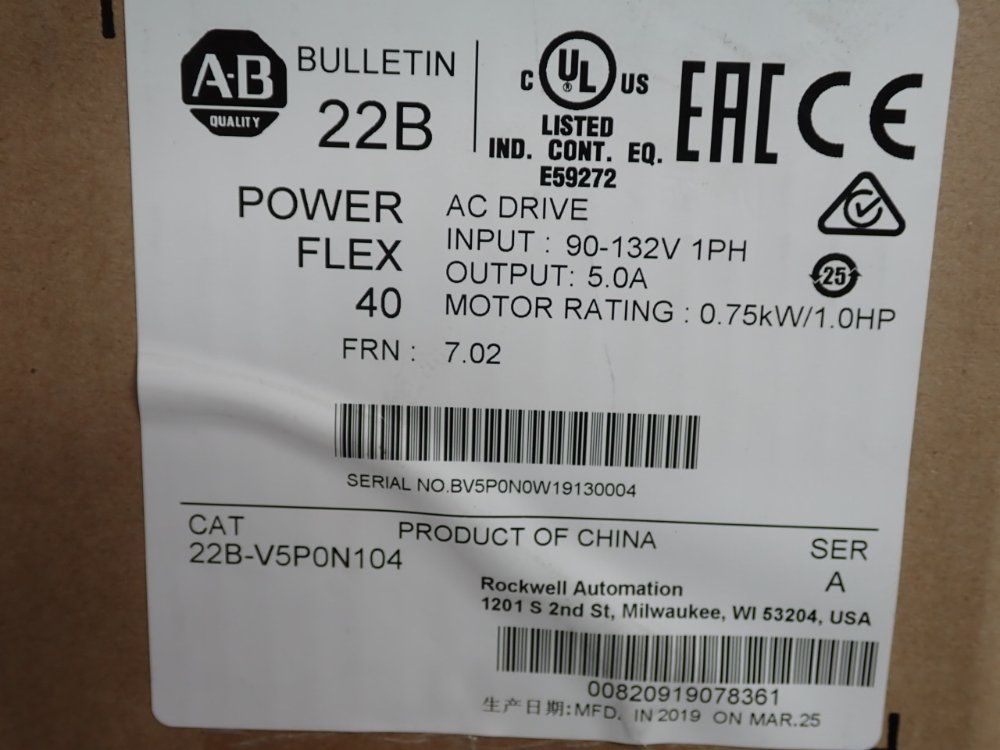 A-B
QUALITY
BULLETIN
22B
C UL US
®
LISTED
IND. CONT. EQ.
E59272
EAC CE
POWER
FLEX
40
AC DRIVE
INPUT : 90-132V 1PH
OUTPUT: 5.0A
MOTOR RATING : 0.75kW/1.0HP
25
FRN : 7.02
SERIAL NO.BV5P0N0W19130004
CAT
22B-V5P0N104
PRODUCT OF CHINA
SER
A
Rockwell Automation
1201 S 2nd St, Milwaukee, WI 53204, USA
00820919078361
生产日期:MFD. IN 2019 ON MAR.25